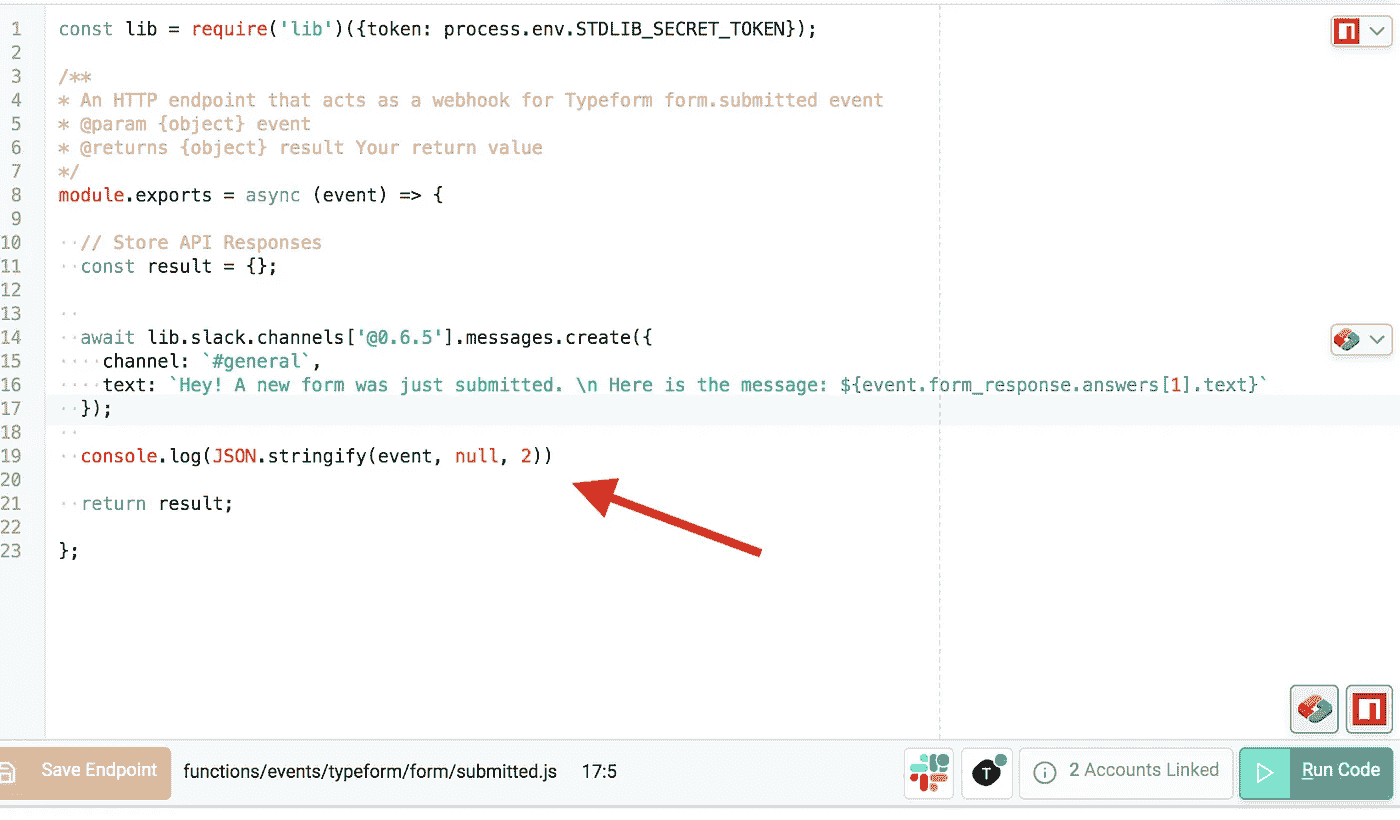 1 const lib = require('lib')({token: process.env.STDLIB_SECRET_TOKEN});
2
3 /**
4 * An HTTP endpoint that acts as a webhook for Typeform form.submitted event
5 * @param {object} event
6 * @returns {object} result Your return value
7 */
8 module.exports = async (event) => {
9
10 ··// Store API Responses
11 ··const result = {};
12
13 ··
14 ··await lib.slack.channels['@0.6.5'].messages.create({
15 ····channel: `#general`,
16 ····text: `Hey! A new form was just submitted. \n Here is the message: ${event.form_response.answers[1].text}`
17 ··});
18 ··
19 ··console.log(JSON.stringify(event, null, 2))
20
21 ··return result;
22
23 };
Save Endpoint functions/events/typeform/form/submitted.js 17:5 T 2 Accounts Linked Run Code